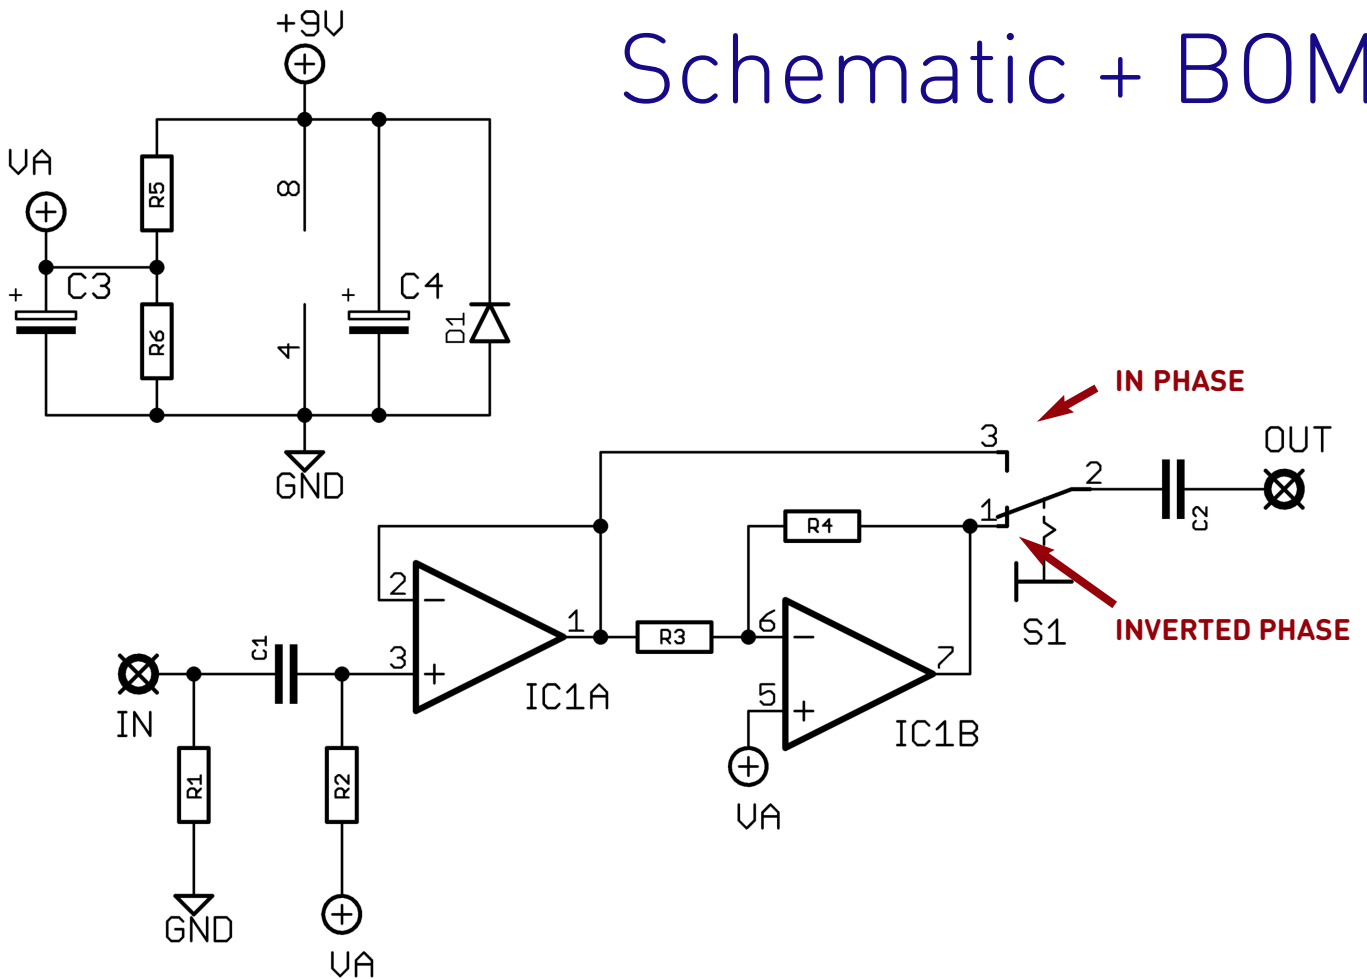 Schematic + BOM
+9V
VA
R5
8
C3
+
C4
+
R6
4
D1
GND
IN PHASE
3
OUT
2
1
C2
R4
S1
INVERTED PHASE
2
−
1
R3
6
−
7
C1
3
+
IC1A
5
+
IC1B
IN
R1
R2
VA
GND
VA